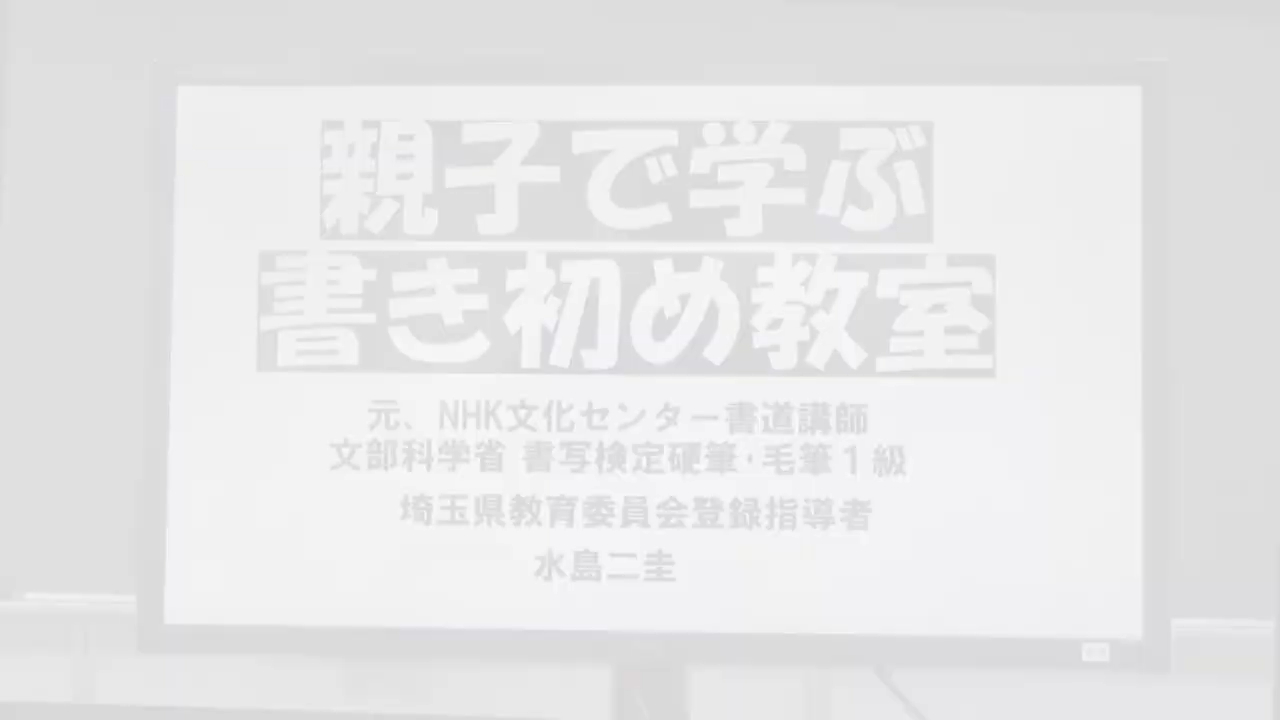 親子で学ぶ
書き初め教室
元、NHK文化センター書道講師
文部科学省 書写検定硬筆・毛筆1級
埼玉県教育委員会登録指導者
水島二圭